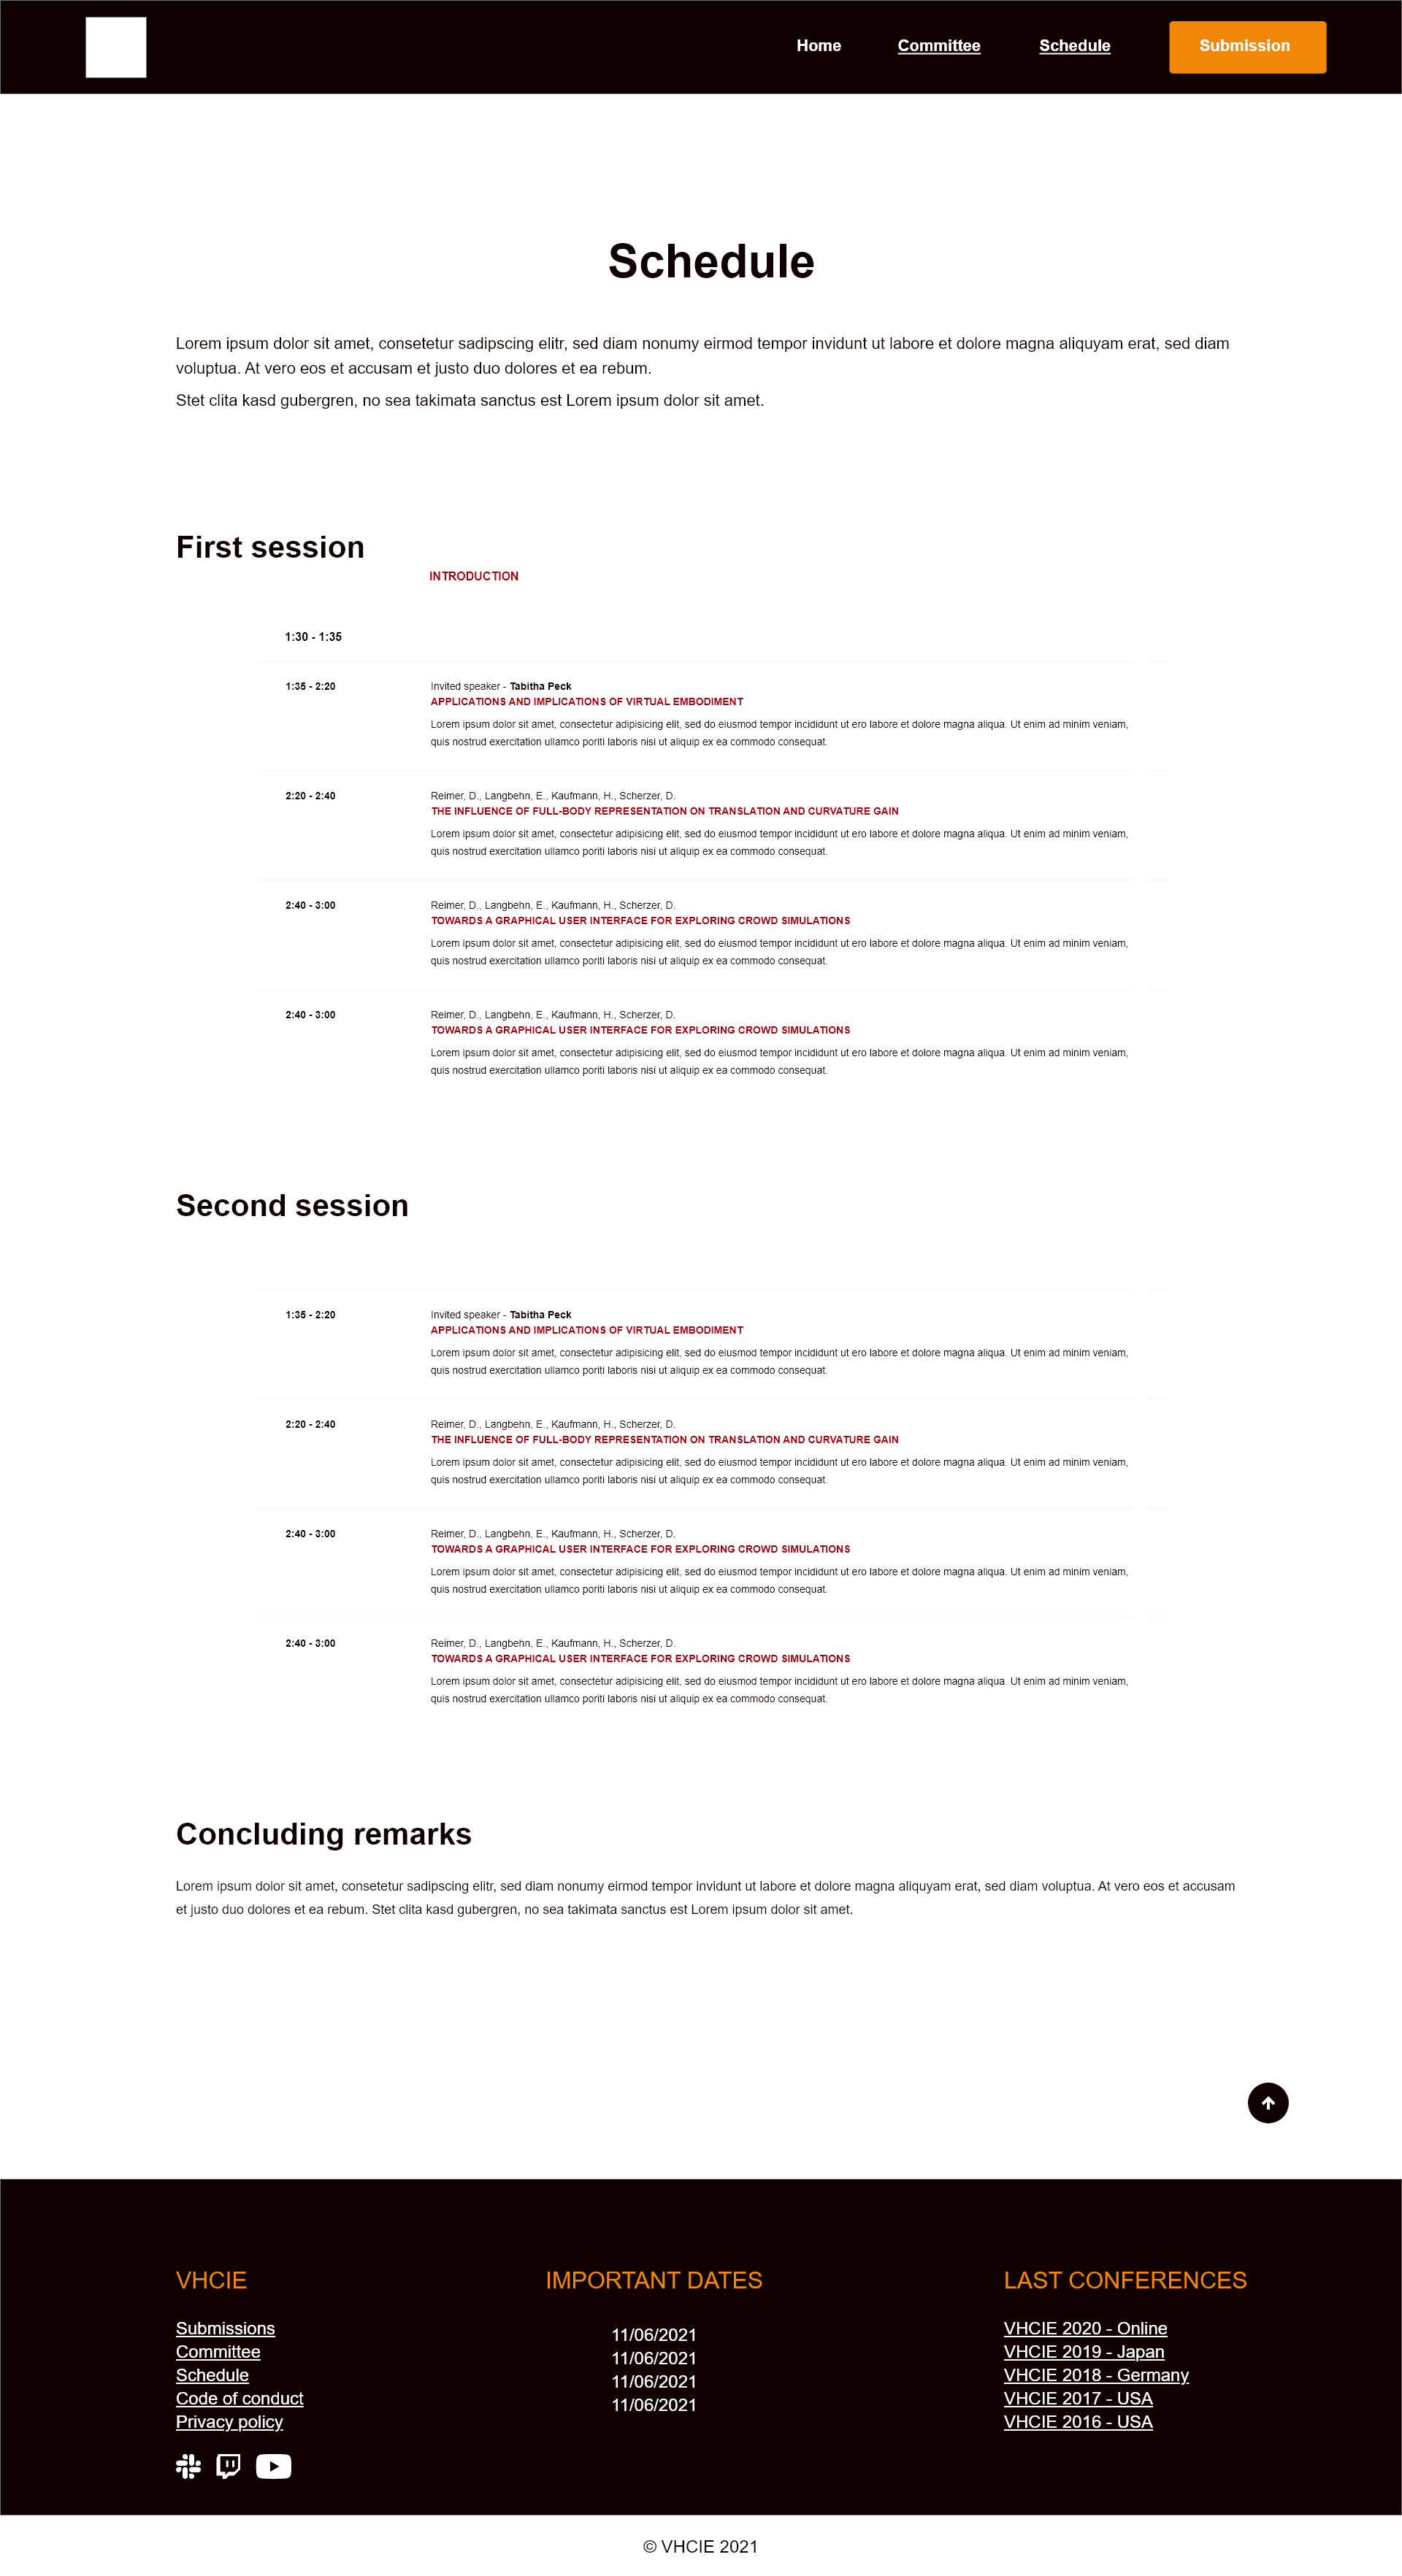 Home Committee Schedule Submission
Schedule
Lorem ipsum dolor sit amet, consetetur sadipscing elitr, sed diam nonumy eirmod tempor invidunt ut labore et dolore magna aliquyam erat, sed diam
voluptua. At vero eos et accusam et justo duo dolores et ea rebum.
Stet clita kasd gubergren, no sea takimata sanctus est Lorem ipsum dolor sit amet.
First session
INTRODUCTION
1:30 - 1:35
1:35 - 2:20 Invited speaker - Tabitha Peck
APPLICATIONS AND IMPLICATIONS OF VIRTUAL EMBODIMENT
Lorem ipsum dolor sit amet, consectetur adipisicing elit, sed do eiusmod tempor incididunt ut ero labore et dolore magna aliqua. Ut enim ad minim veniam,
quis nostrud exercitation ullamco poriti laboris nisi ut aliquip ex ea commodo consequat.
2:20 - 2:40 Reimer, D., Langbehn, E., Kaufmann, H., Scherzer, D.
THE INFLUENCE OF FULL-BODY REPRESENTATION ON TRANSLATION AND CURVATURE GAIN
Lorem ipsum dolor sit amet, consectetur adipisicing elit, sed do eiusmod tempor incididunt ut ero labore et dolore magna aliqua. Ut enim ad minim veniam,
quis nostrud exercitation ullamco poriti laboris nisi ut aliquip ex ea commodo consequat.
2:40 - 3:00 Reimer, D., Langbehn, E., Kaufmann, H., Scherzer, D.
TOWARDS A GRAPHICAL USER INTERFACE FOR EXPLORING CROWD SIMULATIONS
Lorem ipsum dolor sit amet, consectetur adipisicing elit, sed do eiusmod tempor incididunt ut ero labore et dolore magna aliqua. Ut enim ad minim veniam,
quis nostrud exercitation ullamco poriti laboris nisi ut aliquip ex ea commodo consequat.
2:40 - 3:00 Reimer, D., Langbehn, E., Kaufmann, H., Scherzer, D.
TOWARDS A GRAPHICAL USER INTERFACE FOR EXPLORING CROWD SIMULATIONS
Lorem ipsum dolor sit amet, consectetur adipisicing elit, sed do eiusmod tempor incididunt ut ero labore et dolore magna aliqua. Ut enim ad minim veniam,
quis nostrud exercitation ullamco poriti laboris nisi ut aliquip ex ea commodo consequat.
Second session
1:35 - 2:20 Invited speaker - Tabitha Peck
APPLICATIONS AND IMPLICATIONS OF VIRTUAL EMBODIMENT
Lorem ipsum dolor sit amet, consectetur adipisicing elit, sed do eiusmod tempor incididunt ut ero labore et dolore magna aliqua. Ut enim ad minim veniam,
quis nostrud exercitation ullamco poriti laboris nisi ut aliquip ex ea commodo consequat.
2:20 - 2:40 Reimer, D., Langbehn, E., Kaufmann, H., Scherzer, D.
THE INFLUENCE OF FULL-BODY REPRESENTATION ON TRANSLATION AND CURVATURE GAIN
Lorem ipsum dolor sit amet, consectetur adipisicing elit, sed do eiusmod tempor incididunt ut ero labore et dolore magna aliqua. Ut enim ad minim veniam,
quis nostrud exercitation ullamco poriti laboris nisi ut aliquip ex ea commodo consequat.
2:40 - 3:00 Reimer, D., Langbehn, E., Kaufmann, H., Scherzer, D.
TOWARDS A GRAPHICAL USER INTERFACE FOR EXPLORING CROWD SIMULATIONS
Lorem ipsum dolor sit amet, consectetur adipisicing elit, sed do eiusmod tempor incididunt ut ero labore et dolore magna aliqua. Ut enim ad minim veniam,
quis nostrud exercitation ullamco poriti laboris nisi ut aliquip ex ea commodo consequat.
2:40 - 3:00 Reimer, D., Langbehn, E., Kaufmann, H., Scherzer, D.
TOWARDS A GRAPHICAL USER INTERFACE FOR EXPLORING CROWD SIMULATIONS
Lorem ipsum dolor sit amet, consectetur adipisicing elit, sed do eiusmod tempor incididunt ut ero labore et dolore magna aliqua. Ut enim ad minim veniam,
quis nostrud exercitation ullamco poriti laboris nisi ut aliquip ex ea commodo consequat.
Concluding remarks
Lorem ipsum dolor sit amet, consetetur sadipscing elitr, sed diam nonumy eirmod tempor invidunt ut labore et dolore magna aliquyam erat, sed diam voluptua. At vero eos et accusam
et justo duo dolores et ea rebum. Stet clita kasd gubergren, no sea takimata sanctus est Lorem ipsum dolor sit amet.
VHCIE
Submissions
Committee
Schedule
Code of conduct
Privacy policy
IMPORTANT DATES
11/06/2021
11/06/2021
11/06/2021
11/06/2021
LAST CONFERENCES
VHCIE 2020 - Online
VHCIE 2019 - Japan
VHCIE 2018 - Germany
VHCIE 2017 - USA
VHCIE 2016 - USA
© VHCIE 2021